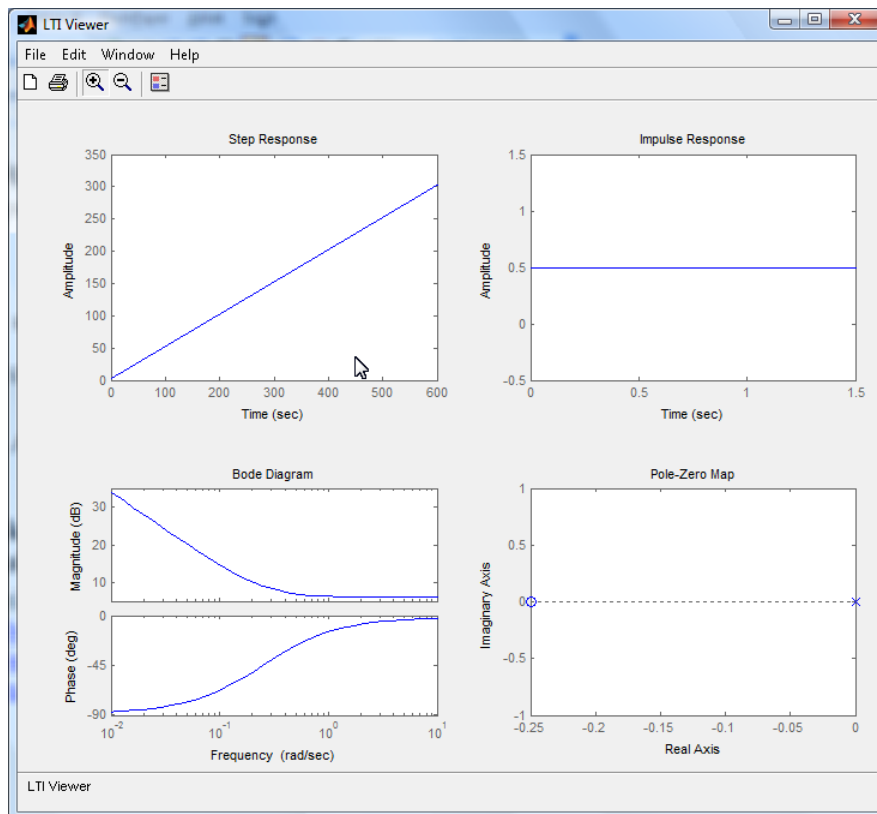 LTI Viewer
File Edit Window Help
Step Response
350
300
250
200
150
100
50
0
Amplitude
0 100 200 300 400 500 600
Time (sec)
Impulse Response
1.5
1
0.5
0
-0.5
Amplitude
0 0.5 1 1.5
Time (sec)
Bode Diagram
30
20
10
Magnitude (dB)
0
-45
-90
Phase (deg)
10^-2 10^-1 10^0 10^1
Frequency (rad/sec)
Pole-Zero Map
1
0.5
0
-0.5
-1
Imaginary Axis
-0.25 -0.2 -0.15 -0.1 -0.05 0
Real Axis
LTI Viewer